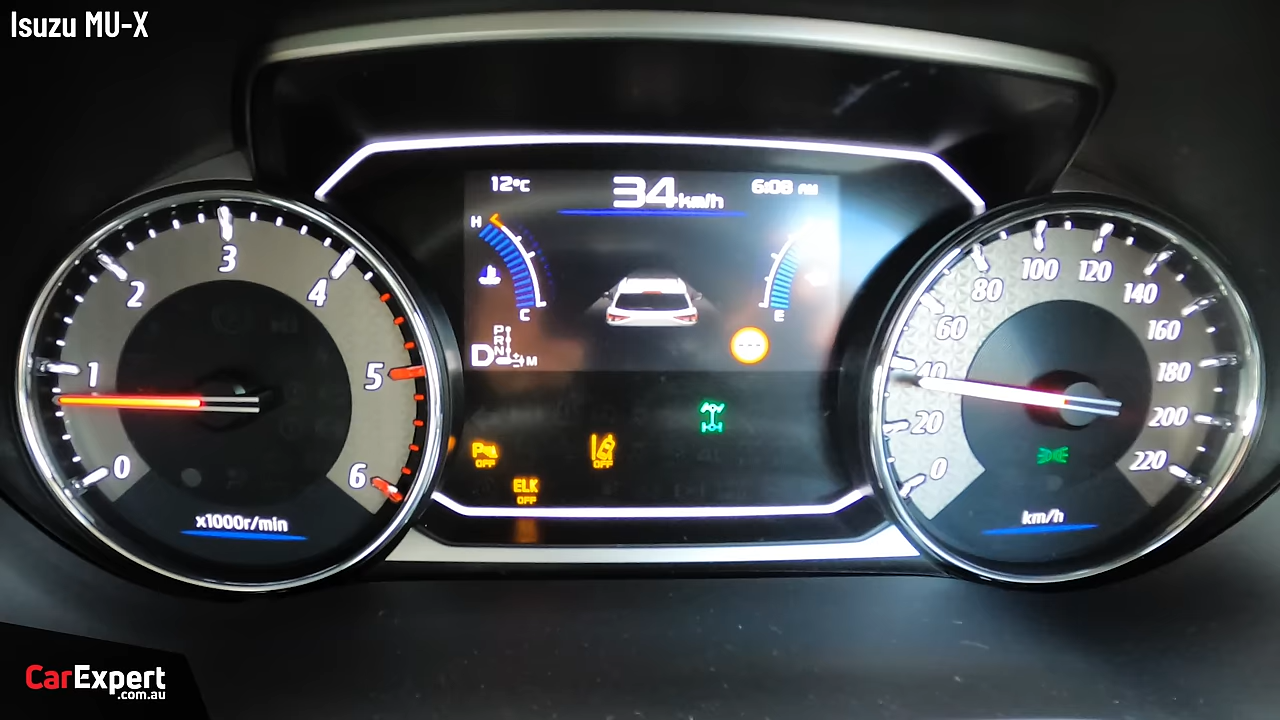 Isuzu MU-X
12°C
34 km/h
6:08 AM
H
C
E
P
R
N
D
M
0
1
2
3
4
5
6
x1000r/min
0
20
40
60
80
100
120
140
160
180
200
220
km/h
P OFF
OFF
ELK OFF
CarExpert
.com.au